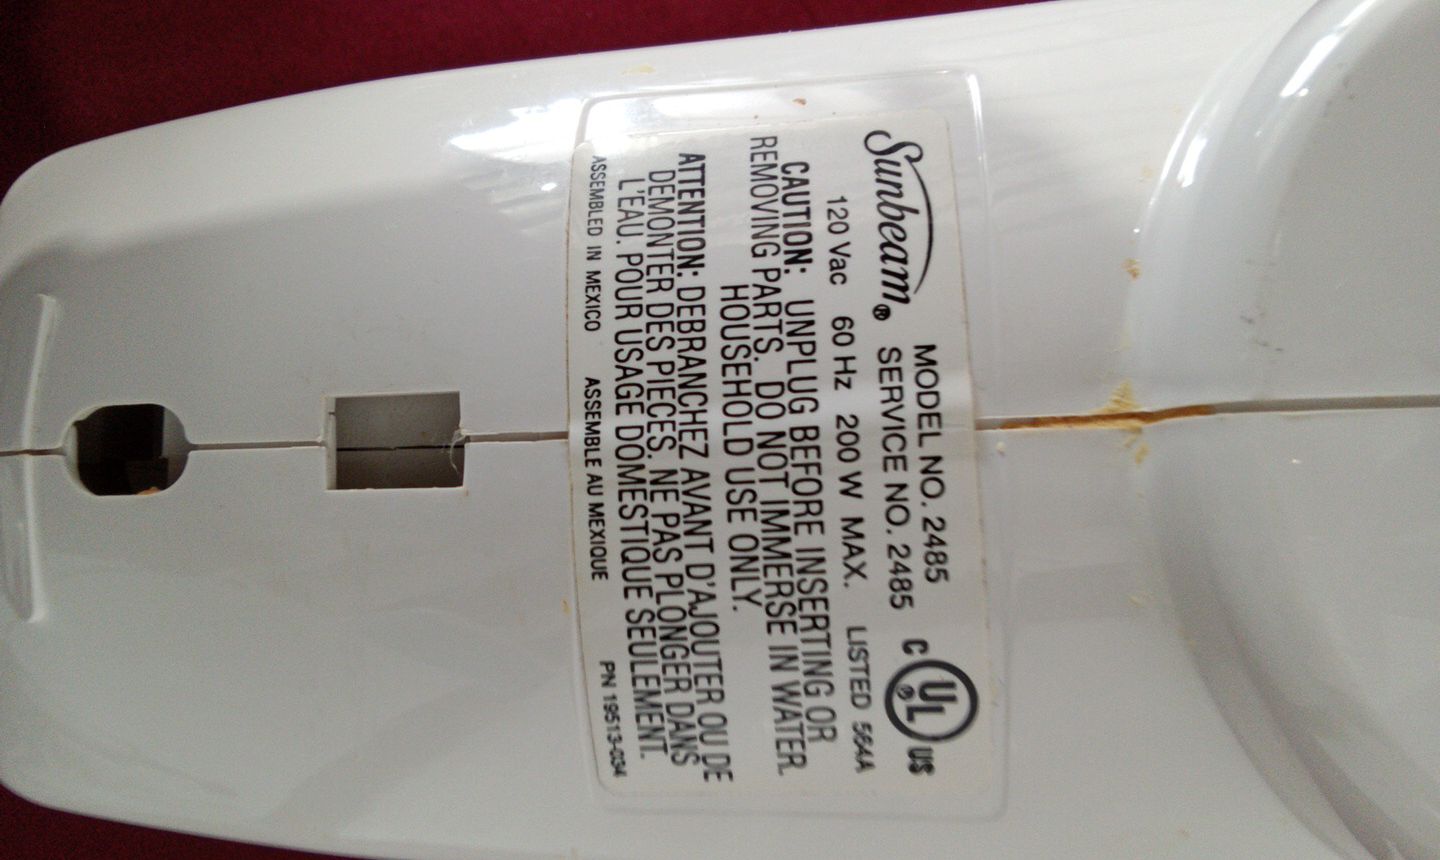 Sunbeam® MODEL NO. 2485
SERVICE NO. 2485
120 Vac 60 Hz 200 W MAX. LISTED 564A
C UL® US
CAUTION: UNPLUG BEFORE INSERTING OR
REMOVING PARTS. DO NOT IMMERSE IN WATER.
HOUSEHOLD USE ONLY.
ATTENTION: DEBRANCHEZ AVANT D'AJOUTER OU DE
DEMONTER DES PIECES. NE PAS PLONGER DANS
L'EAU. POUR USAGE DOMESTIQUE SEULEMENT.
ASSEMBLED IN MEXICO ASSEMBLE AU MEXIQUE PN 19513-034